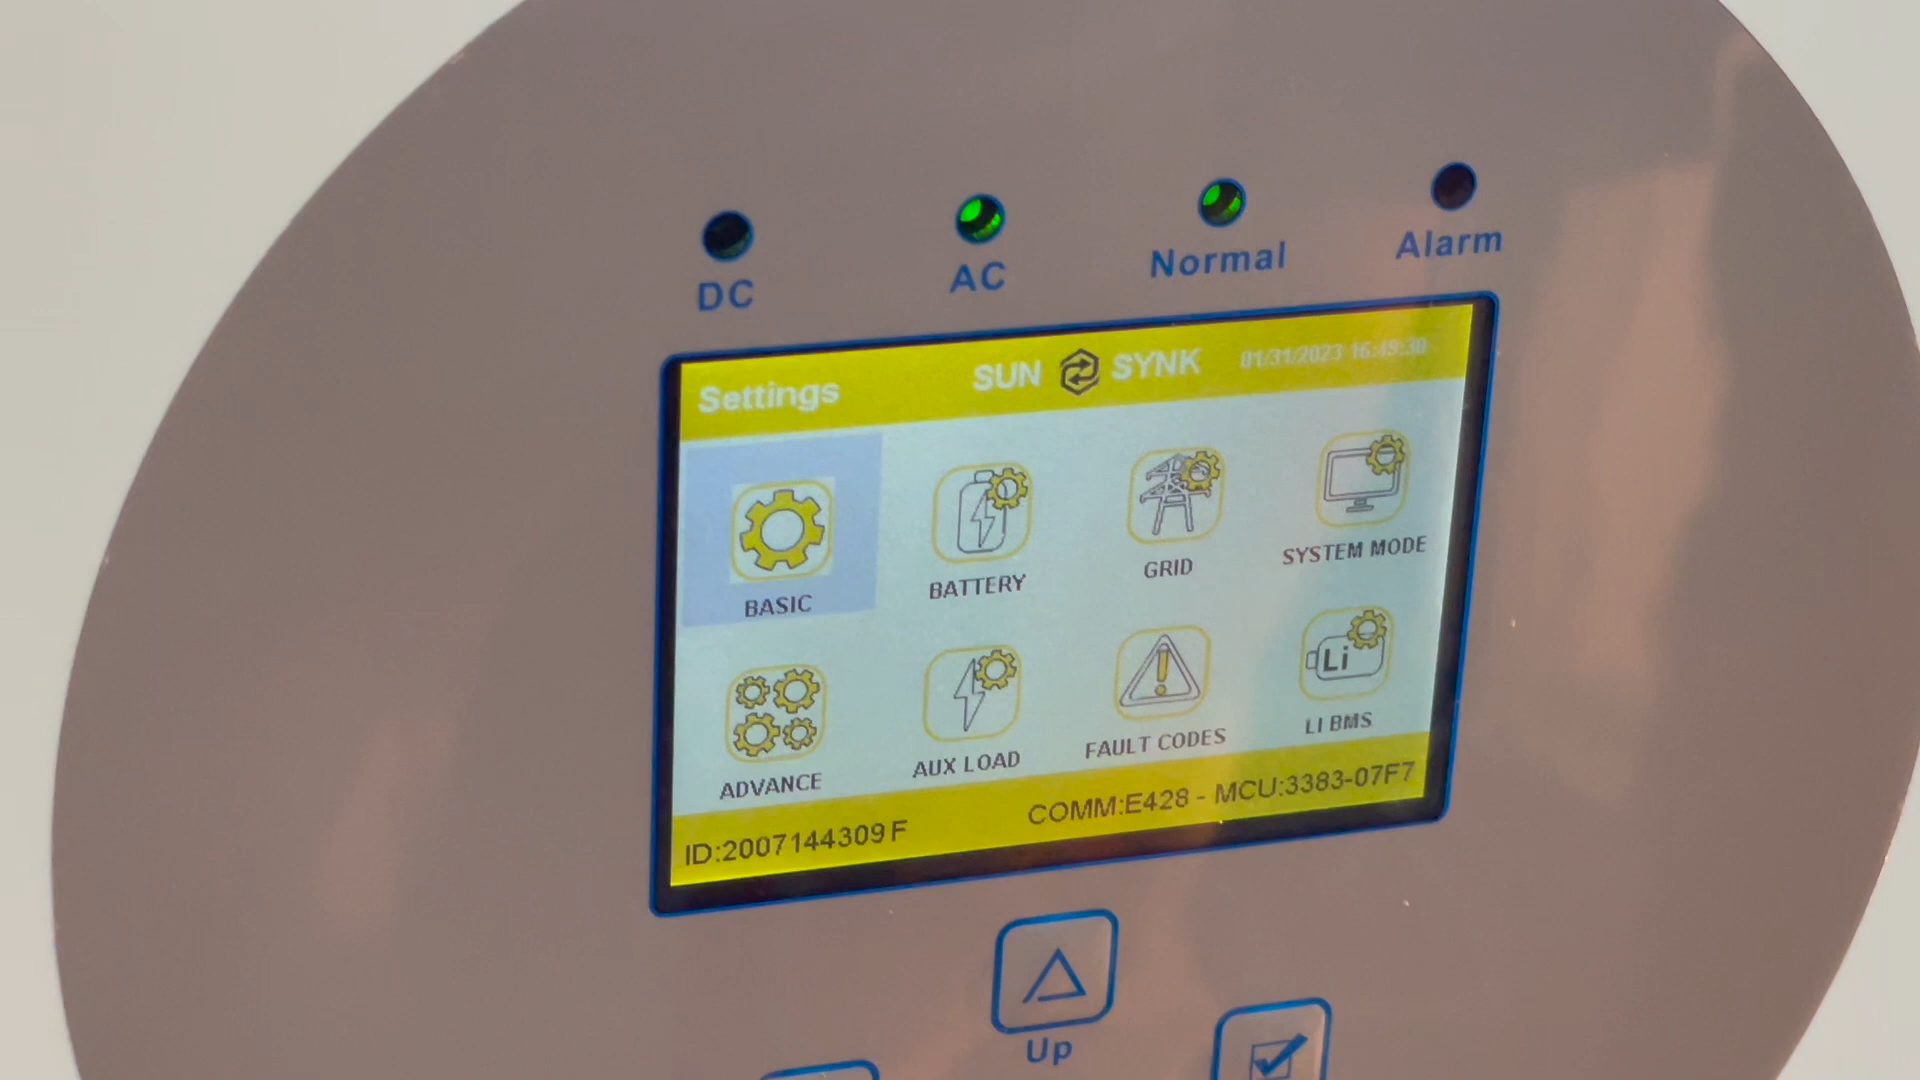 DC AC Normal Alarm
Settings SUN SYNK 01/31/2023 16:49:30
BASIC BATTERY GRID SYSTEM MODE
Li
ADVANCE AUX LOAD FAULT CODES LI BMS
ID:2007144309 F COMM:E428 - MCU:3383-07F7
Up